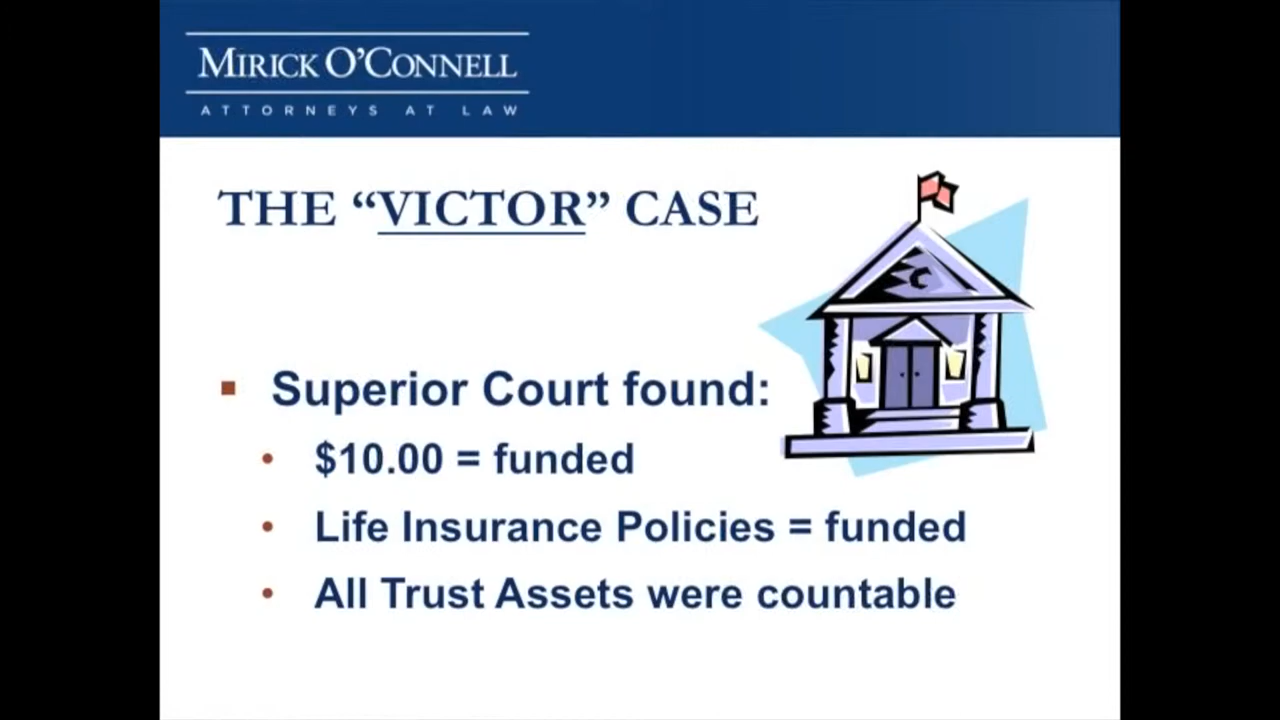 MIRICK O'CONNELL
ATTORNEYS AT LAW
THE “VICTOR” CASE
▪ Superior Court found:
• $10.00 = funded
• Life Insurance Policies = funded
• All Trust Assets were countable